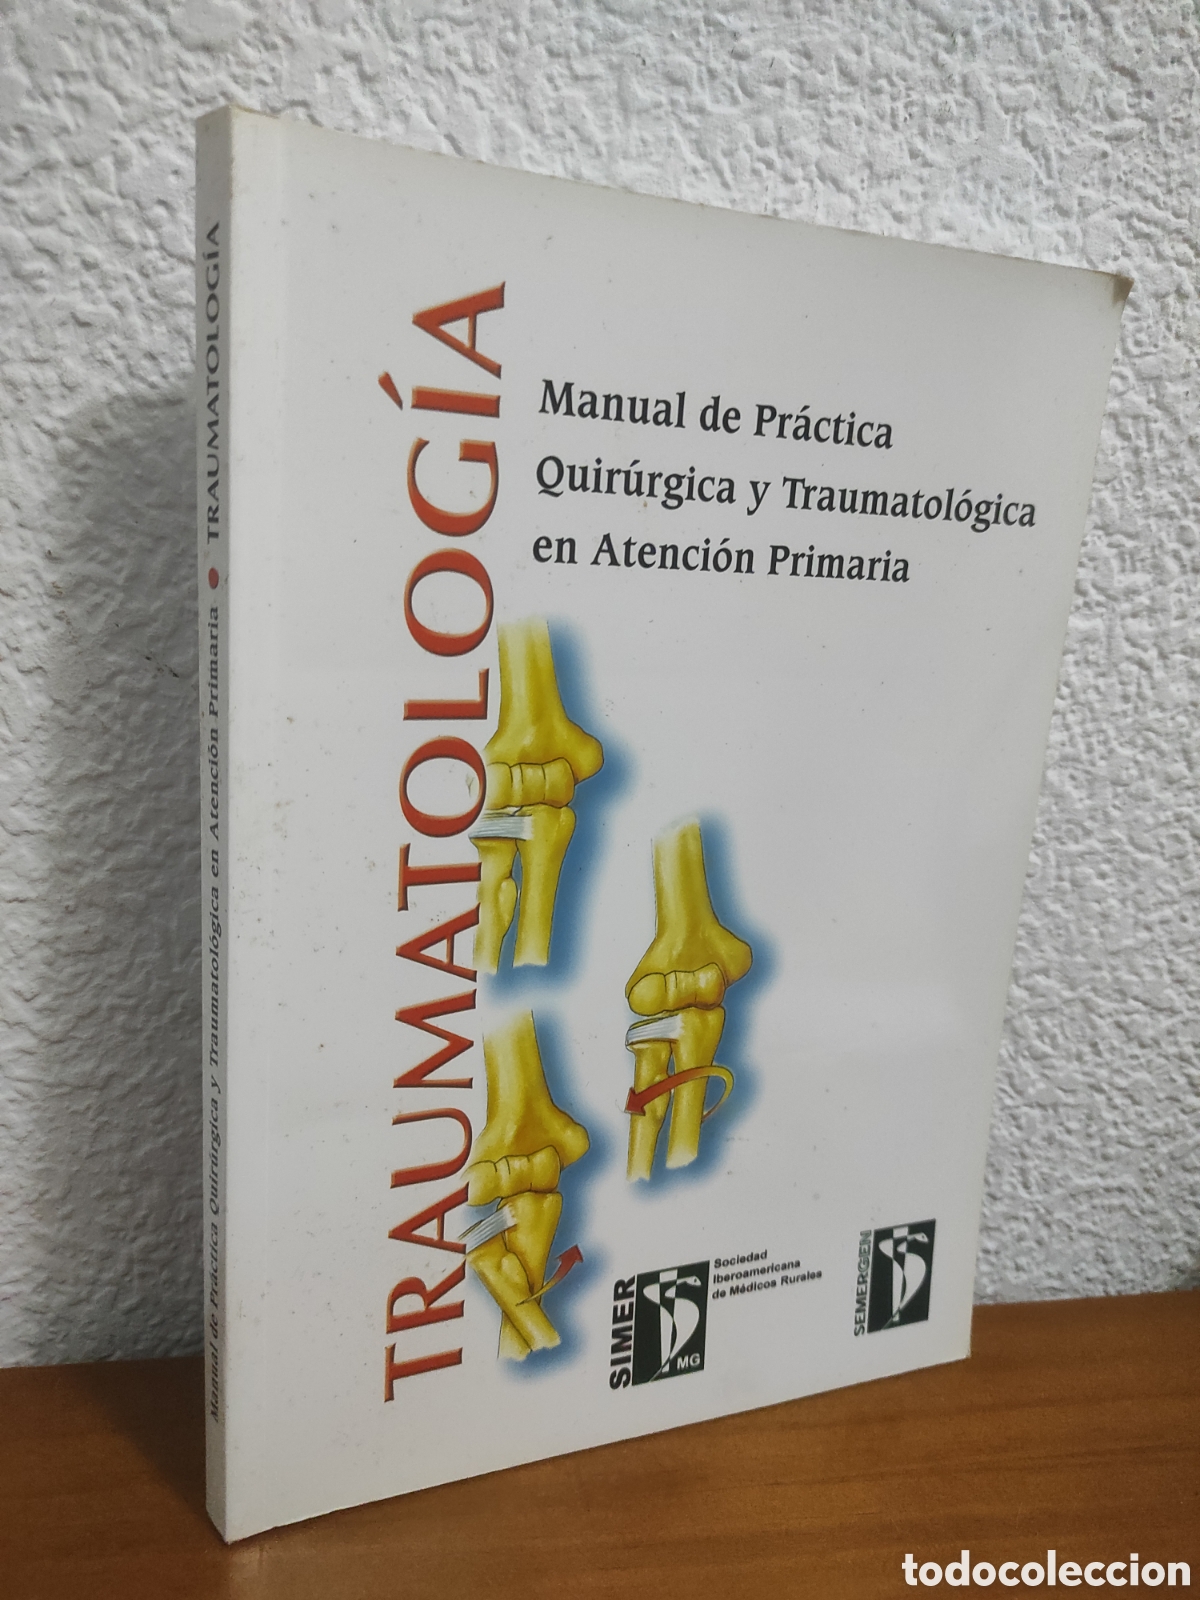 Manual de Práctica Quirúrgica y Traumatológica en Atención Primaria • TRAUMATOLOGÍA
TRAUMATOLOGÍA
Manual de Práctica
Quirúrgica y Traumatológica
en Atención Primaria
SIMER
MG
Sociedad
Iberoamericana
de Médicos Rurales
SEMERGEN
todocoleccion